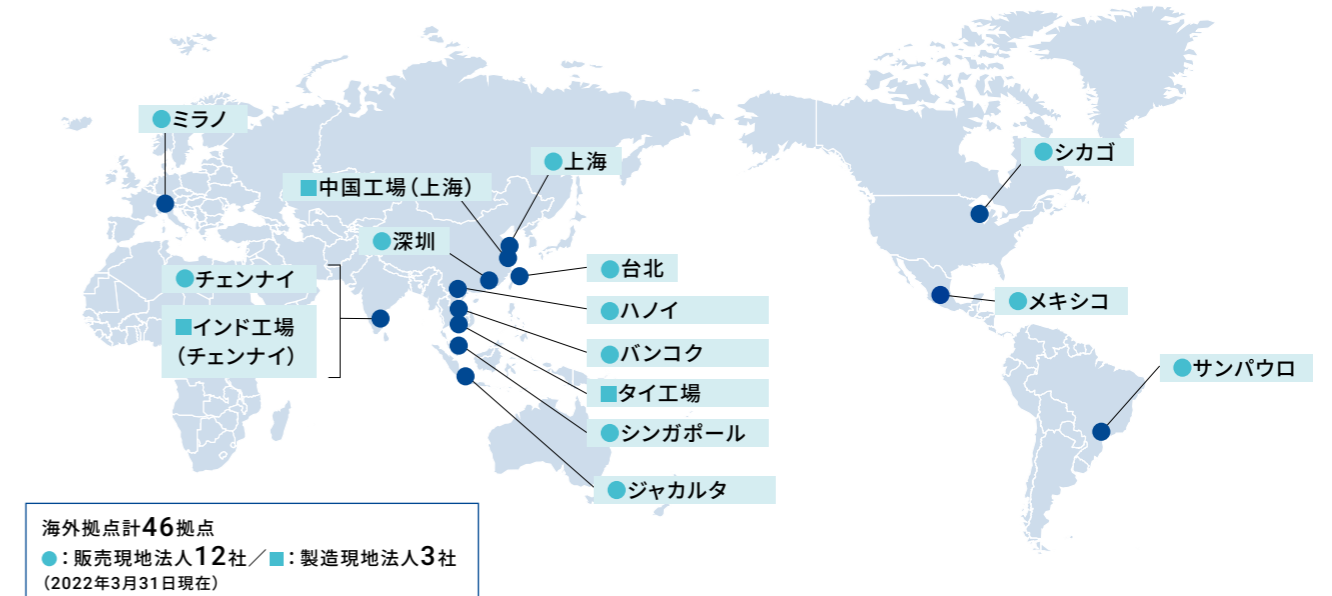 ●ミラノ
●上海
●シカゴ
■中国工場（上海）
●深圳
●チェンナイ
●台北
■インド工場
（チェンナイ）
●ハノイ
●メキシコ
●バンコク
●サンパウロ
■タイ工場
●シンガポール
●ジャカルタ
海外拠点計46拠点
●：販売現地法人12社／■：製造現地法人3社
（2022年3月31日現在）